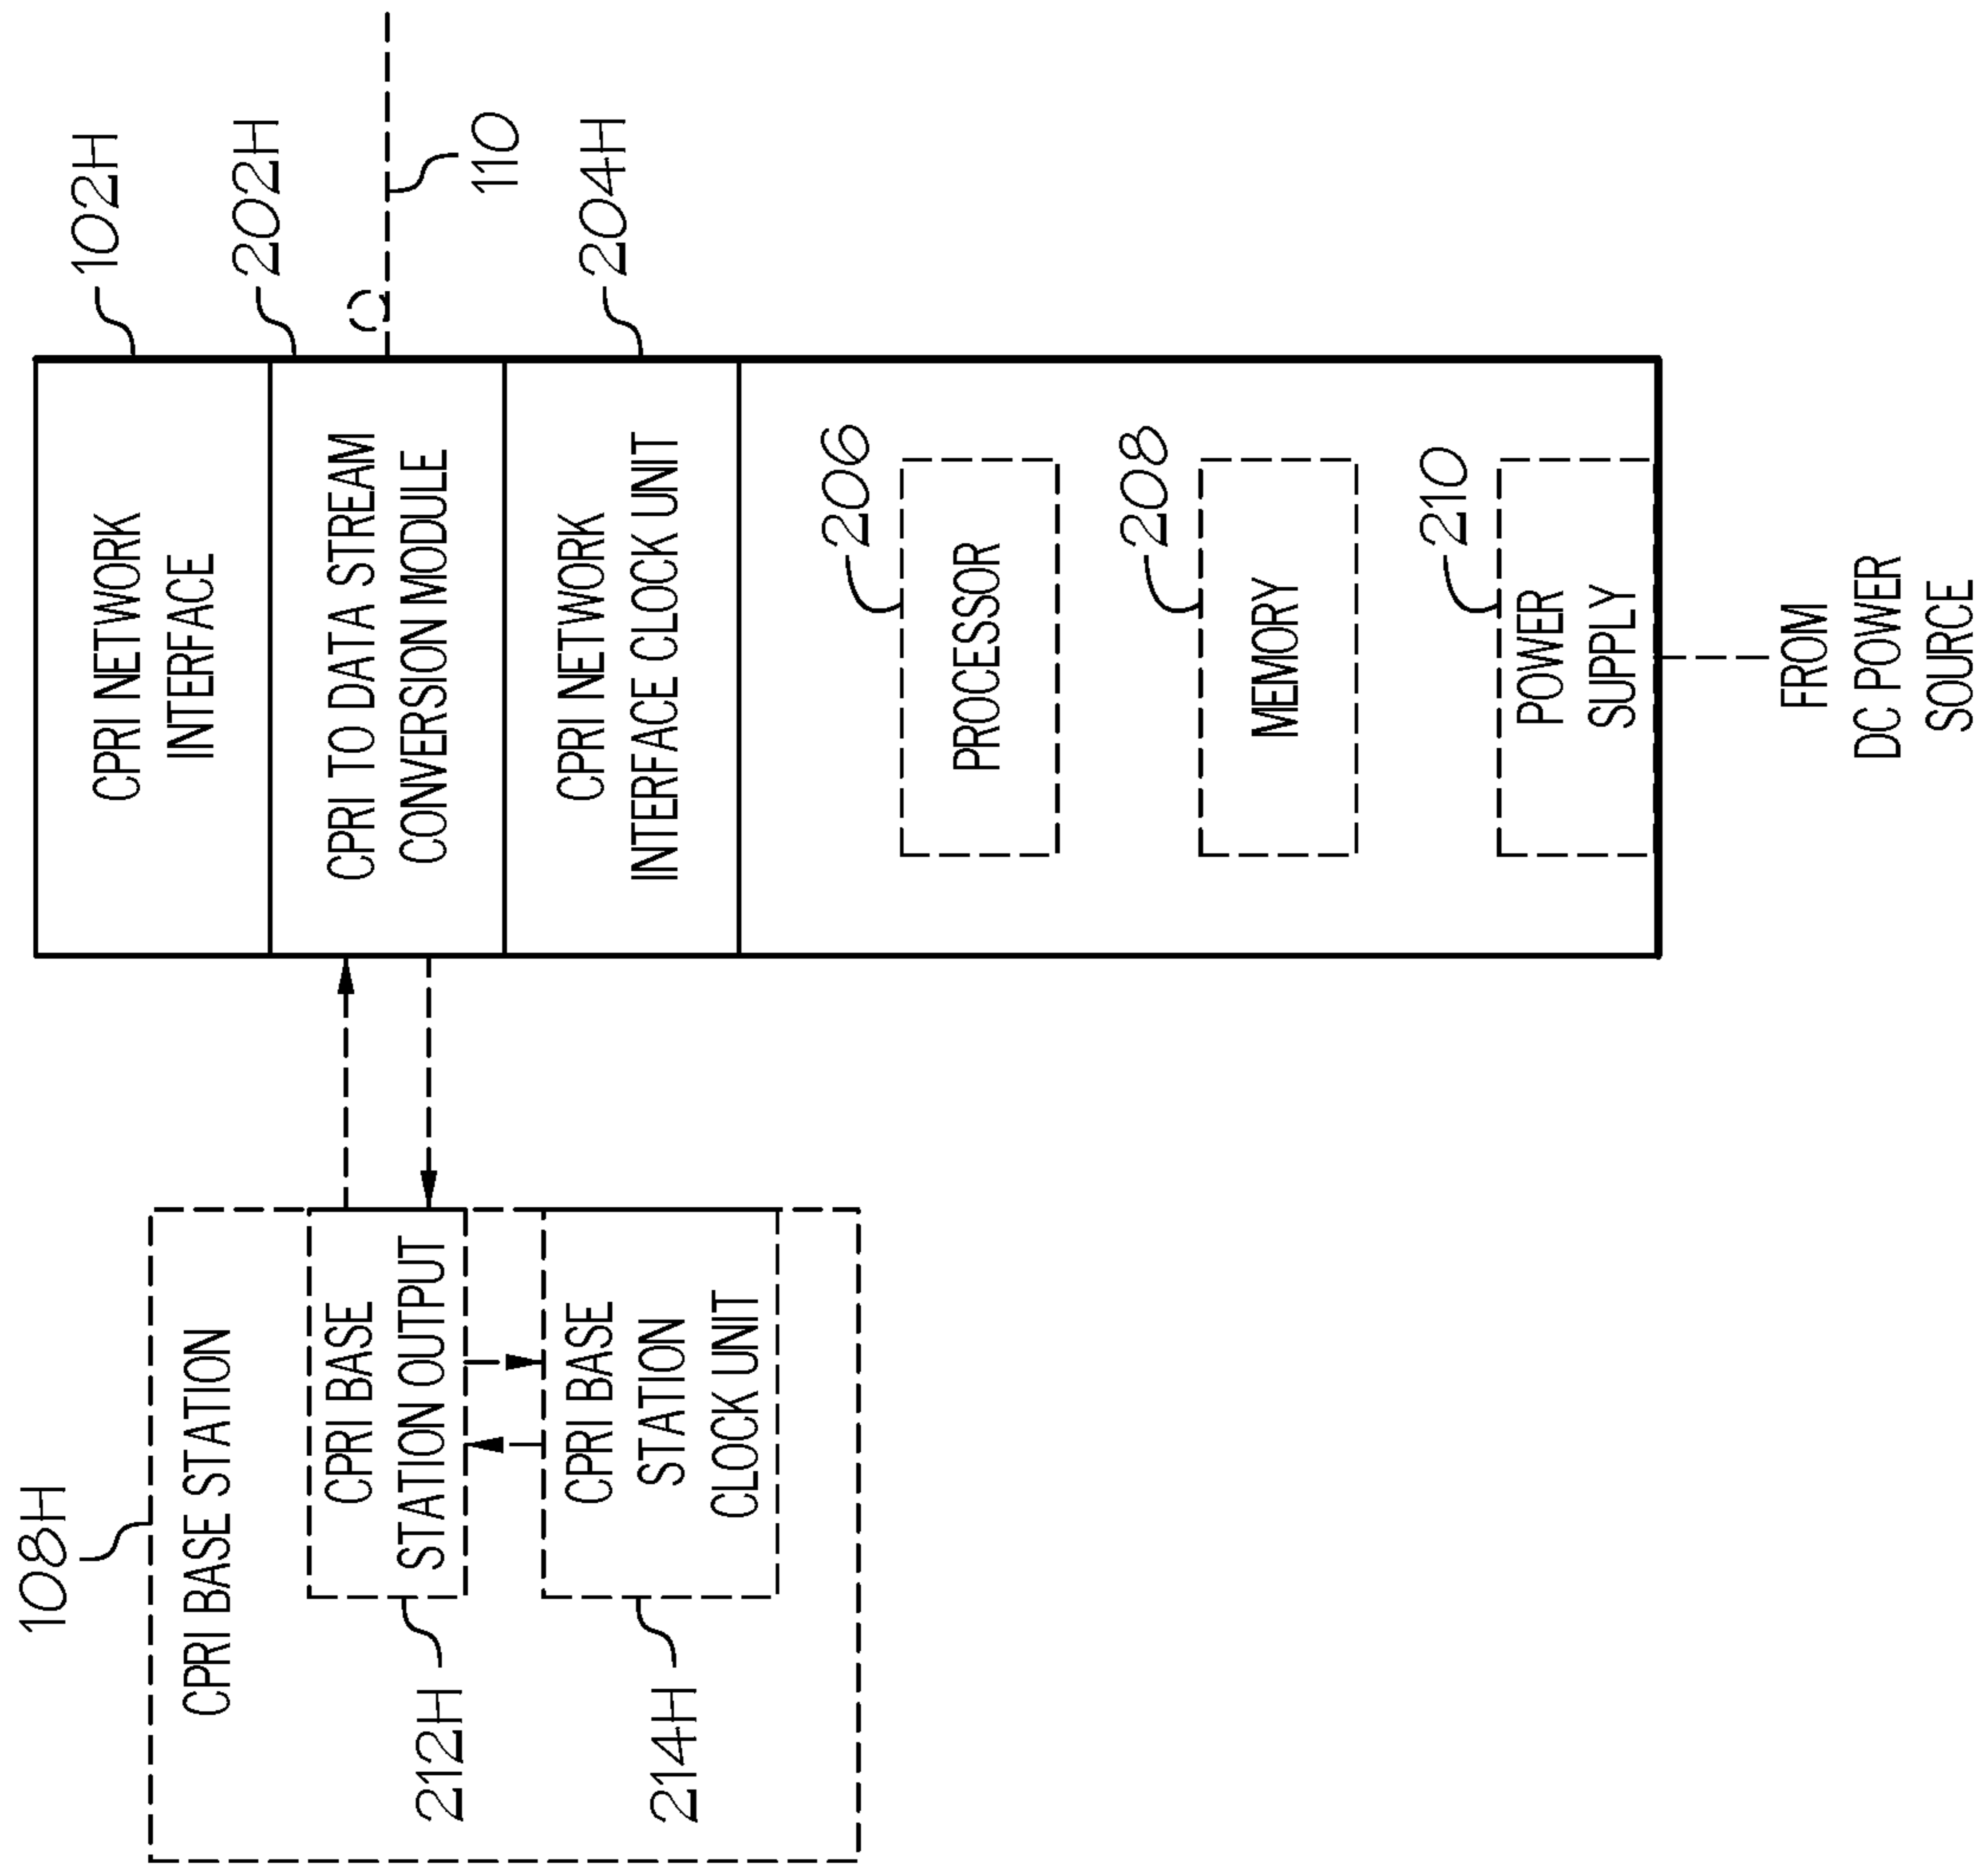 108H
CPRI BASE STATION
CPRI BASE
STATION OUTPUT
212H
CPRI BASE
STATION
CLOCK UNIT
214H
CPRI NETWORK
INTERFACE
102H
CPRI TO DATA STREAM
CONVERSION MODULE
202H
110
CPRI NETWORK
INTERFACE CLOCK UNIT
204H
206
PROCESSOR
208
MEMORY
210
POWER
SUPPLY
FROM
DC POWER
SOURCE